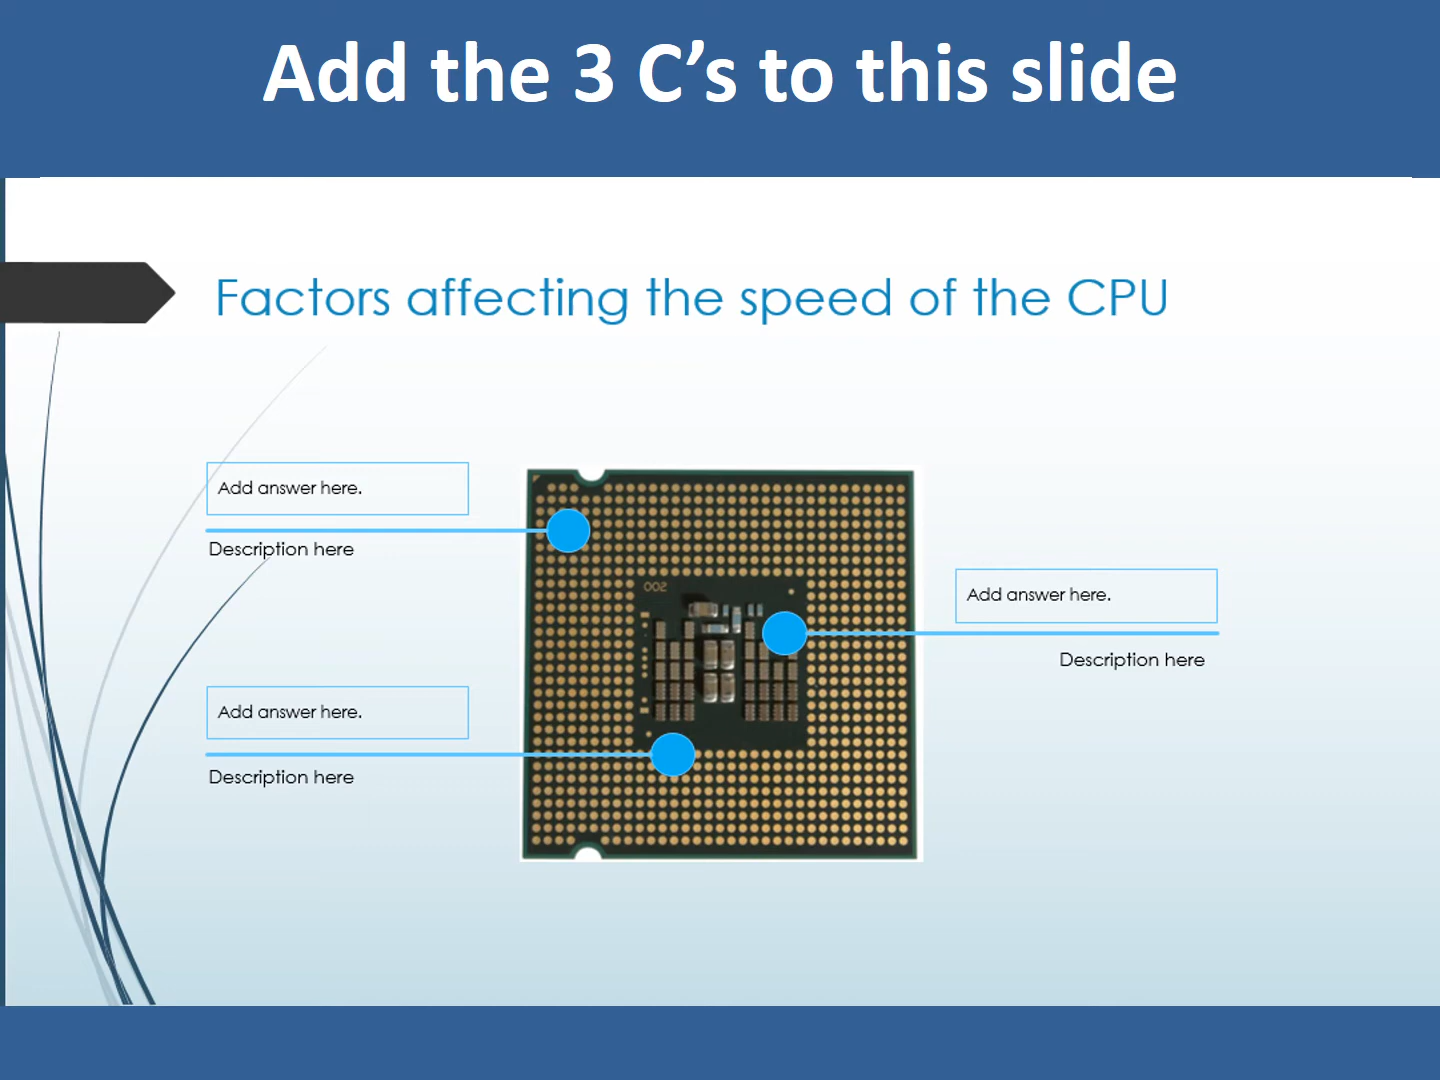 Add the 3 C’s to this slide
Factors affecting the speed of the CPU
Add answer here.
Description here
002
Add answer here.
Description here
Add answer here.
Description here